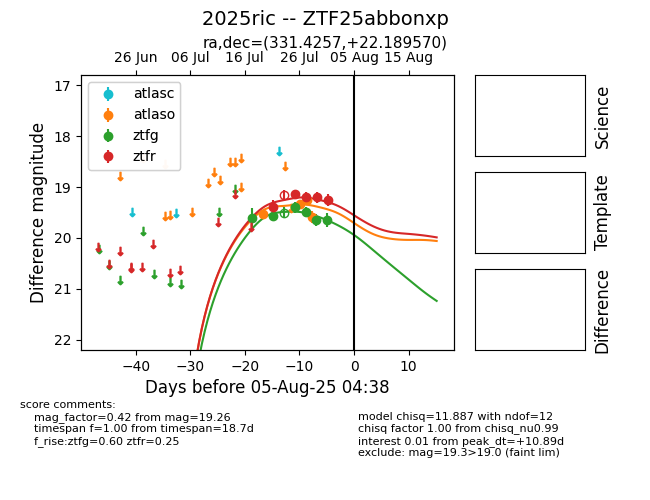 2025ric -- ZTF25abbonxp
ra,dec=(331.4257,+22.189570)
26 Jun 06 Jul 16 Jul 26 Jul 05 Aug 15 Aug
17
18
19
20
21
22
Difference magnitude
atlasc
atlaso
ztfg
ztfr
−40 −30 −20 −10 0 10
Days before 05-Aug-25 04:38
Science
Template
Difference
score comments:
mag_factor=0.42 from mag=19.26
timespan f=1.00 from timespan=18.7d
f_rise:ztfg=0.60 ztfr=0.25
model chisq=11.887 with ndof=12
chisq factor 1.00 from chisq_nu0.99
interest 0.01 from peak_dt=+10.89d
exclude: mag=19.3>19.0 (faint lim)